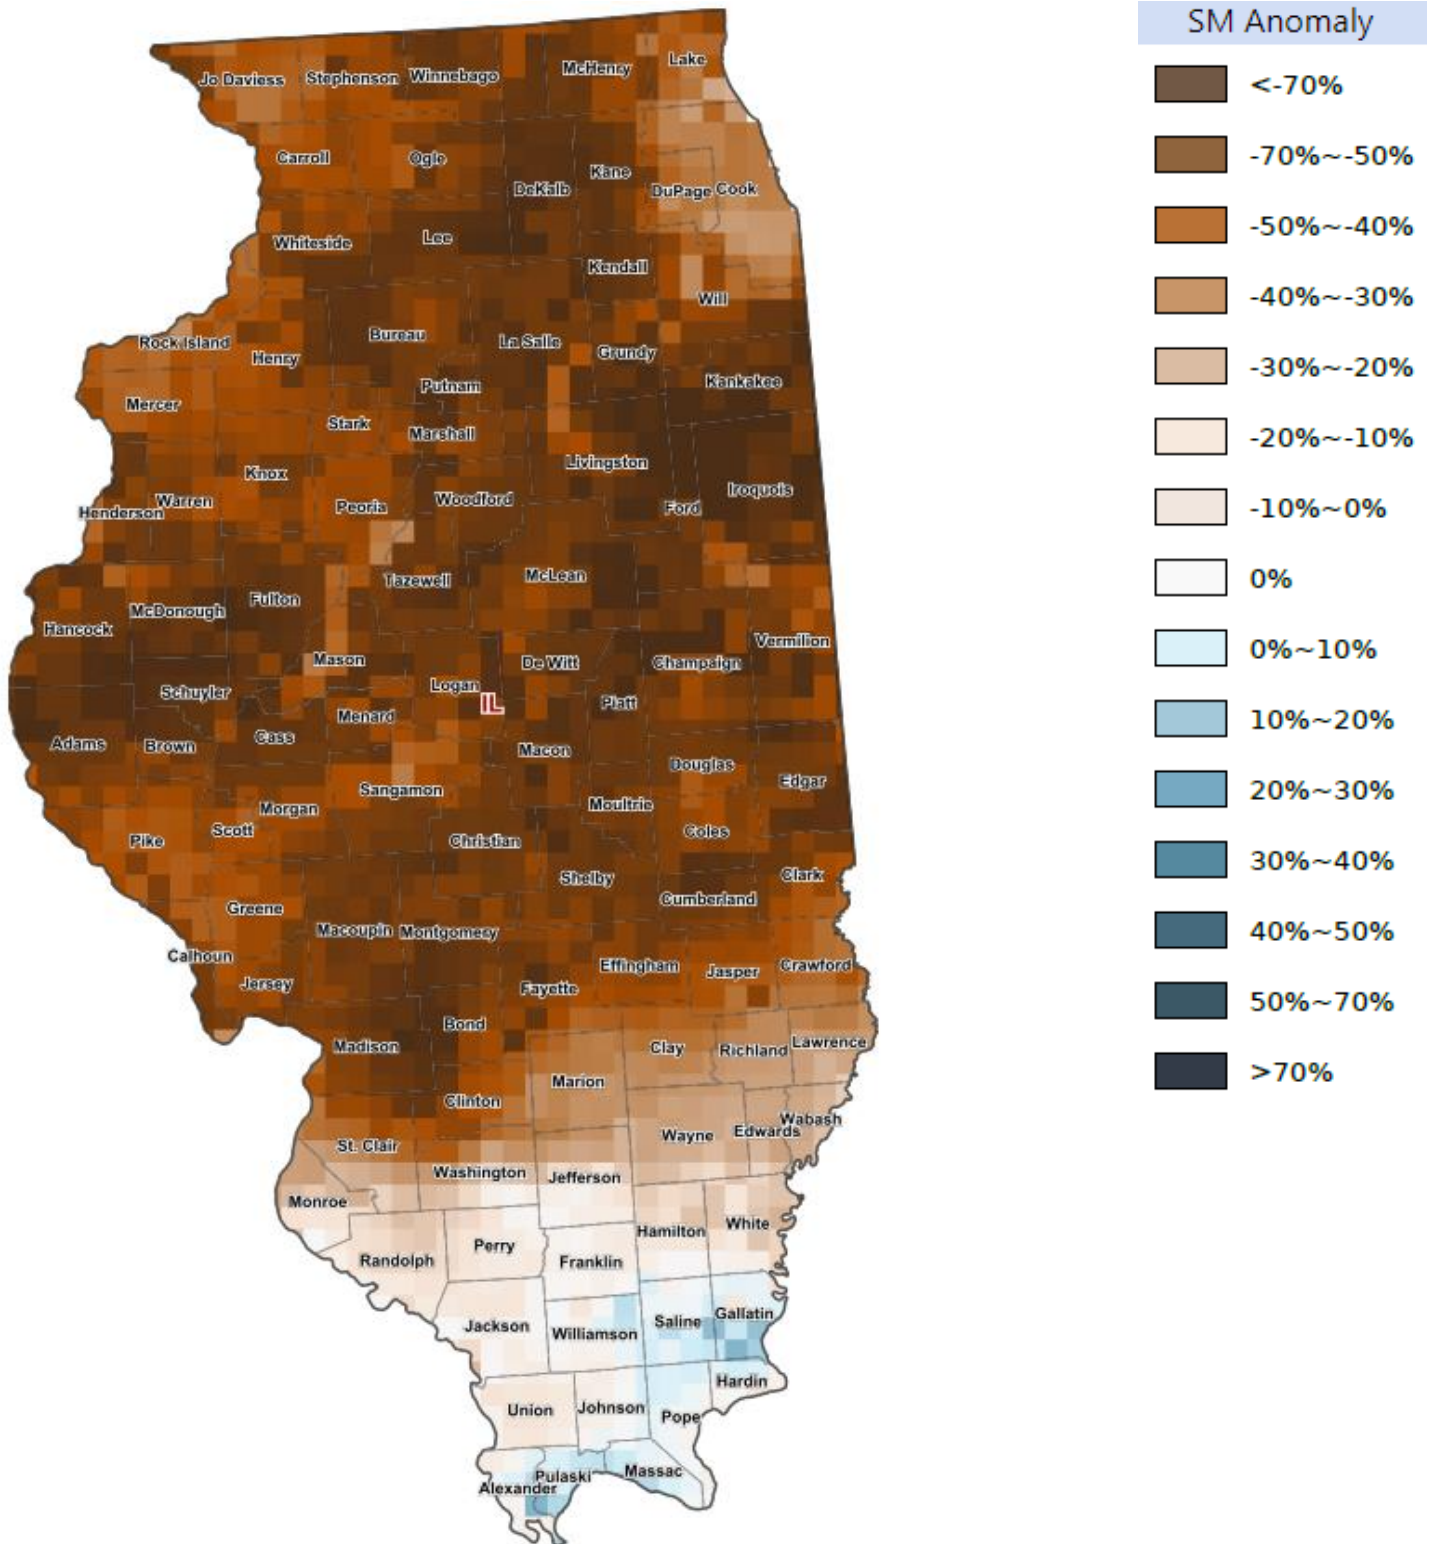 SM Anomaly
<-70%
-70%~-50%
-50%~-40%
-40%~-30%
-30%~-20%
-20%~-10%
-10%~0%
0%
0%~10%
10%~20%
20%~30%
30%~40%
40%~50%
50%~70%
>70%
Jo Daviess
Stephenson
Winnebago
McHenry
Lake
Carroll
Ogle
DeKalb
Kane
DuPage
Cook
Whiteside
Lee
Kendall
Will
Rock Island
Henry
Bureau
La Salle
Grundy
Mercer
Putnam
Kankakee
Stark
Marshall
Knox
Livingston
Henderson
Warren
Peoria
Woodford
Ford
Iroquois
Hancock
McDonough
Fulton
Tazewell
McLean
Vermilion
Schuyler
Mason
Logan
IL
De Witt
Champaign
Piatt
Adams
Brown
Cass
Menard
Macon
Douglas
Edgar
Sangamon
Pike
Scott
Morgan
Christian
Moultrie
Coles
Greene
Shelby
Cumberland
Clark
Calhoun
Jersey
Macoupin
Montgomery
Fayette
Effingham
Jasper
Crawford
Madison
Bond
Clay
Richland
Lawrence
Clinton
Marion
St. Clair
Wayne
Edwards
Wabash
Washington
Jefferson
Monroe
Randolph
Perry
Franklin
Hamilton
White
Jackson
Williamson
Saline
Gallatin
Union
Johnson
Pope
Hardin
Alexander
Pulaski
Massac